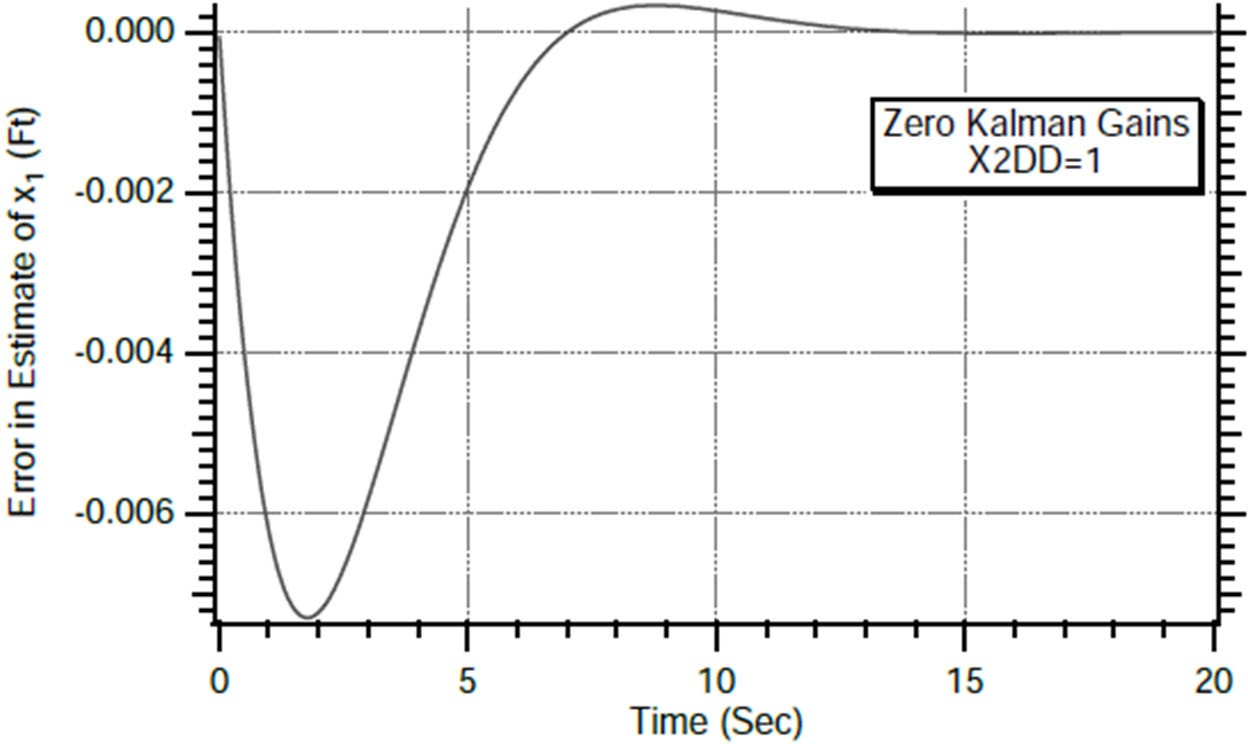 0.000
-0.002
-0.004
-0.006
Error in Estimate of x1 (Ft)
Zero Kalman Gains
X2DD=1
0 5 10 15 20
Time (Sec)